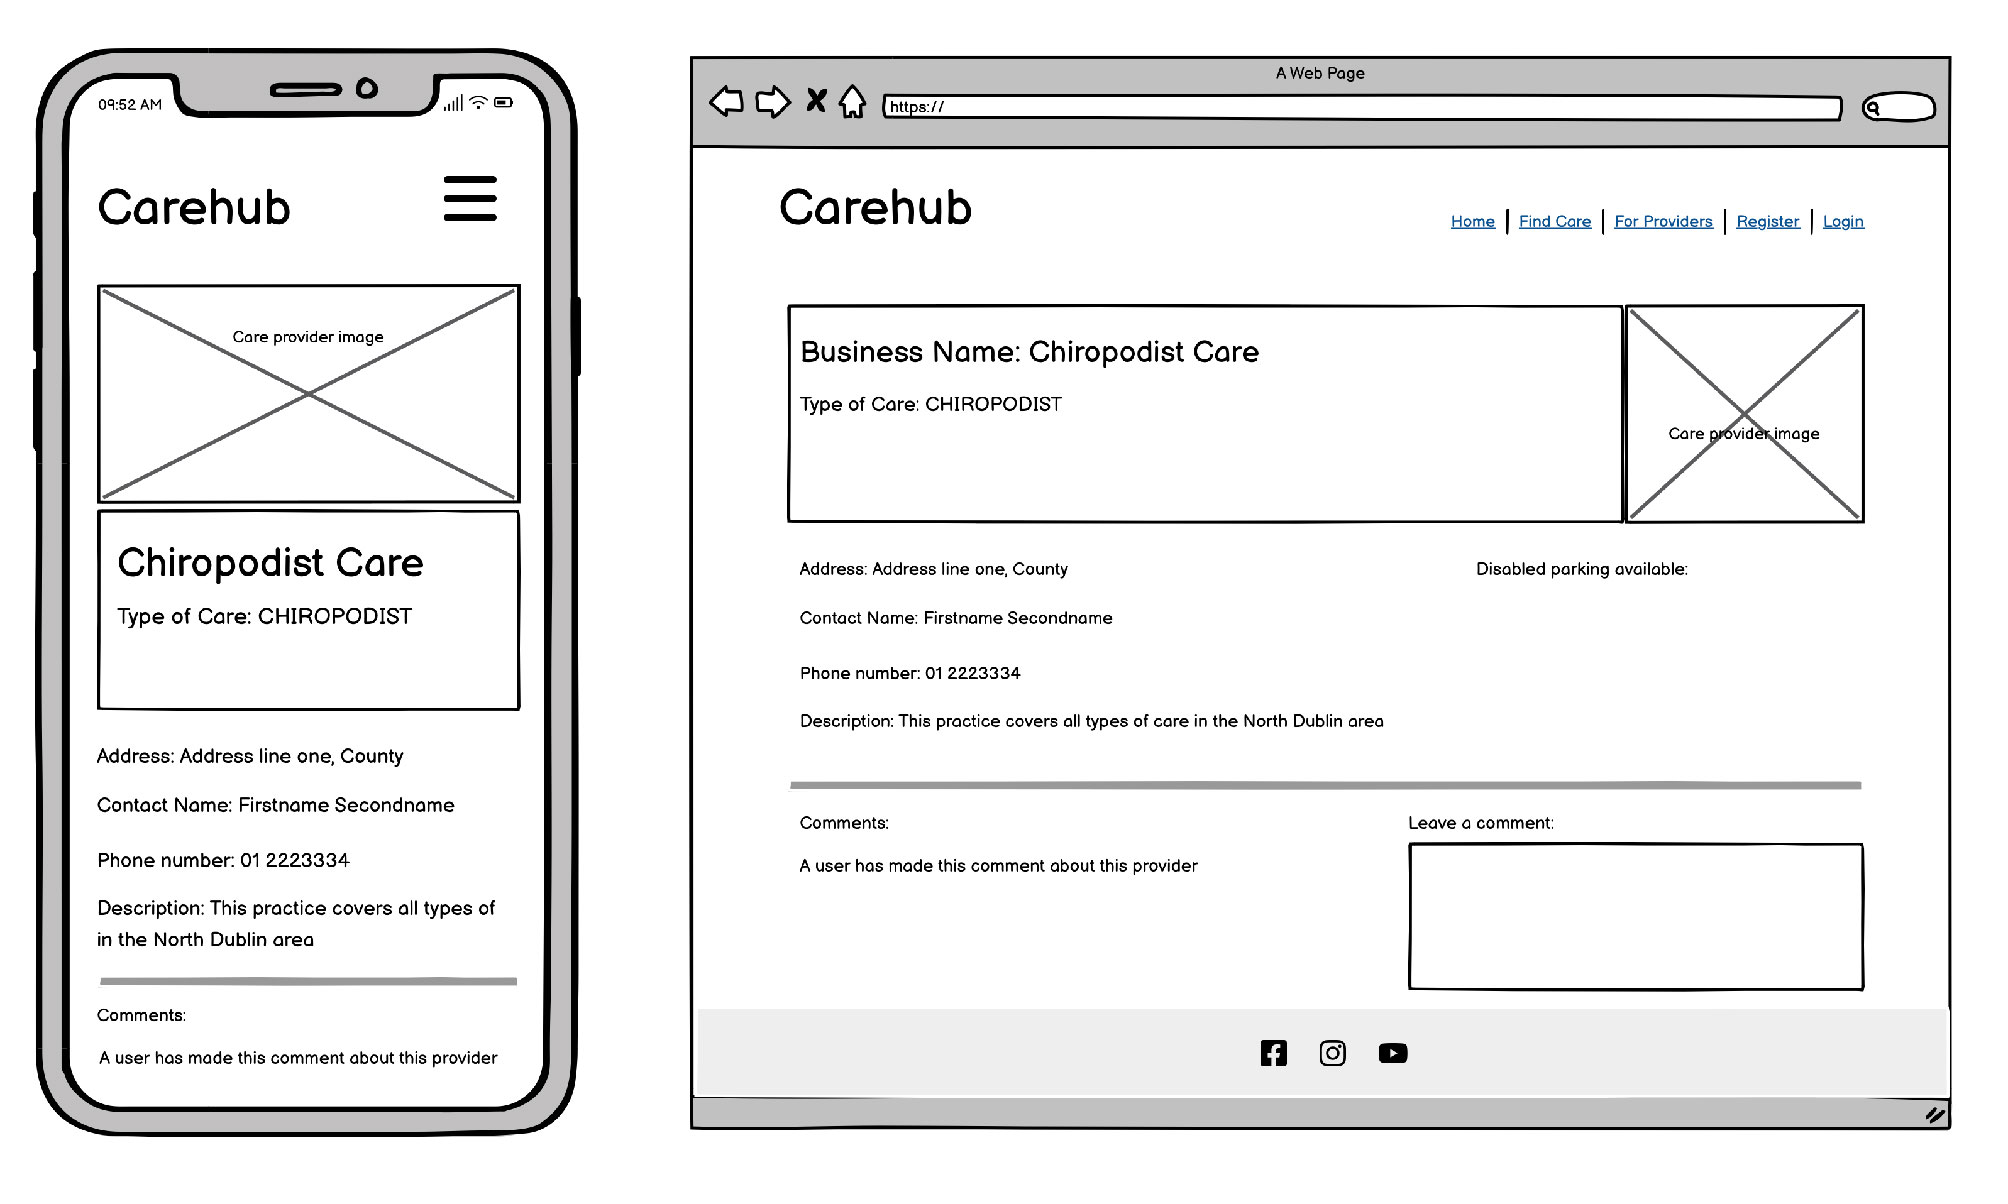 09:52 AM
Carehub
Care provider image
Chiropodist Care
Type of Care: CHIROPODIST
Address: Address line one, County
Contact Name: Firstname Secondname
Phone number: 01 2223334
Description: This practice covers all types of
in the North Dublin area
Comments:
A user has made this comment about this provider
A Web Page
https://
Carehub
Home | Find Care | For Providers | Register | Login
Business Name: Chiropodist Care
Type of Care: CHIROPODIST
Care provider image
Address: Address line one, County
Disabled parking available:
Contact Name: Firstname Secondname
Phone number: 01 2223334
Description: This practice covers all types of care in the North Dublin area
Comments:
Leave a comment:
A user has made this comment about this provider